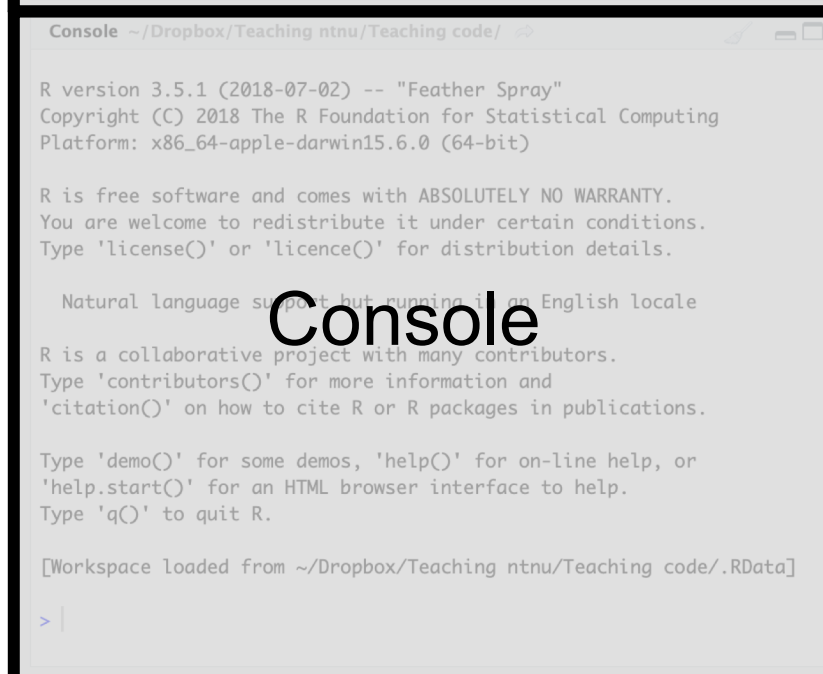 Console ~/Dropbox/Teaching ntnu/Teaching code/
R version 3.5.1 (2018-07-02) -- "Feather Spray"
Copyright (C) 2018 The R Foundation for Statistical Computing
Platform: x86_64-apple-darwin15.6.0 (64-bit)
R is free software and comes with ABSOLUTELY NO WARRANTY.
You are welcome to redistribute it under certain conditions.
Type 'license()' or 'licence()' for distribution details.
Natural language support but running in an English locale
Console
R is a collaborative project with many contributors.
Type 'contributors()' for more information and
'citation()' on how to cite R or R packages in publications.
Type 'demo()' for some demos, 'help()' for on-line help, or
'help.start()' for an HTML browser interface to help.
Type 'q()' to quit R.
[Workspace loaded from ~/Dropbox/Teaching ntnu/Teaching code/.RData]
>